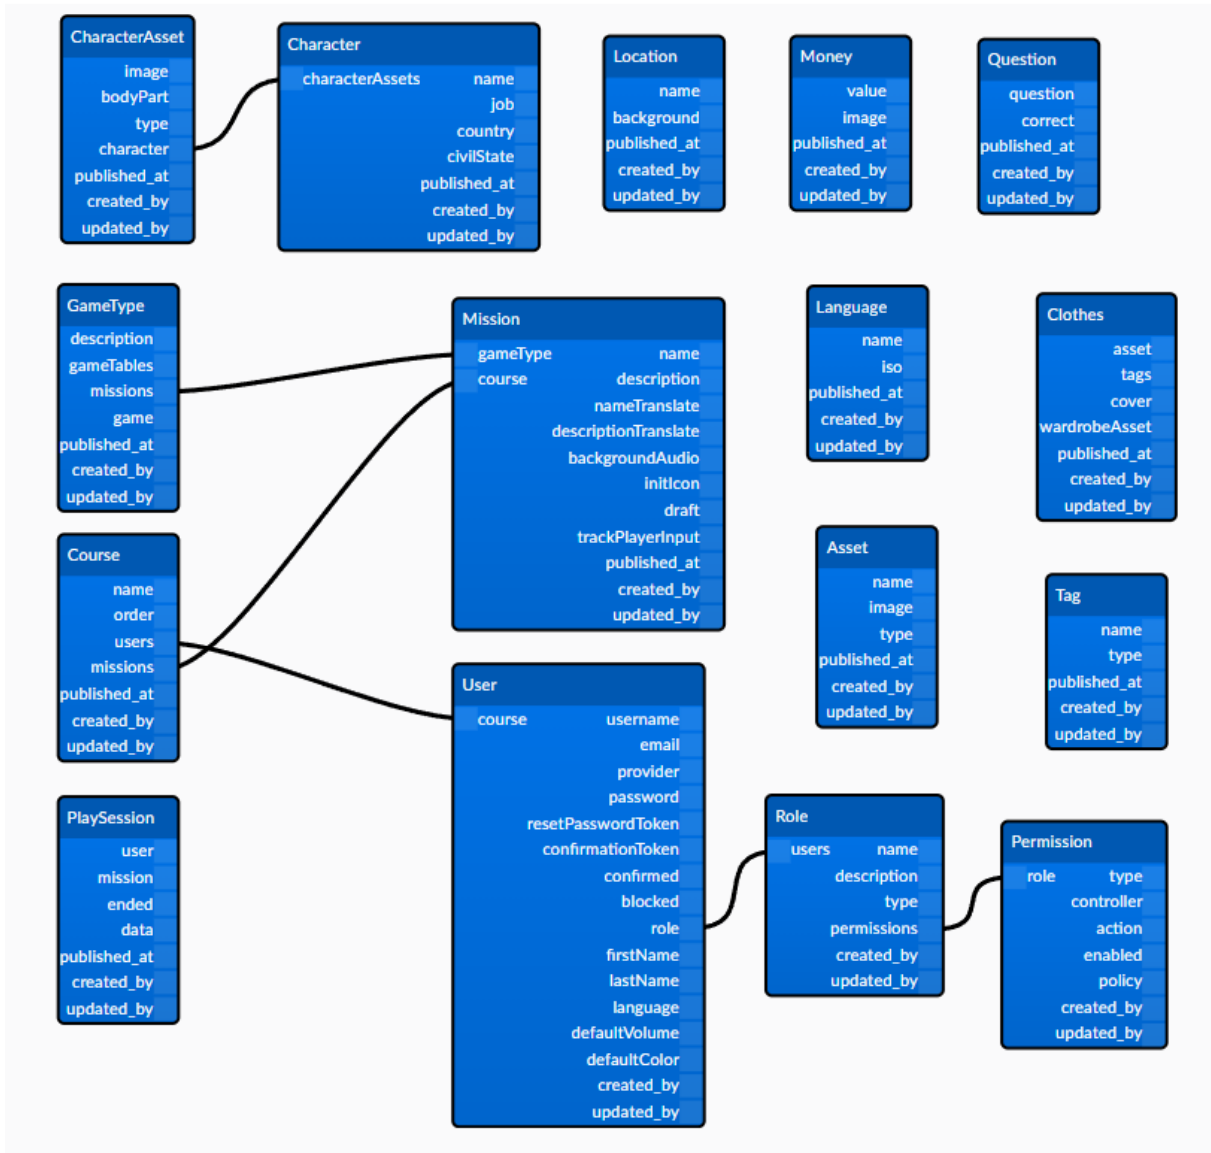 CharacterAsset
image
bodyPart
type
character
published_at
created_by
updated_by
Character
characterAssets name
job
country
civilState
published_at
created_by
updated_by
Location
name
background
published_at
created_by
updated_by
Money
value
image
published_at
created_by
updated_by
Question
question
correct
published_at
created_by
updated_by
GameType
description
gameTables
missions
game
published_at
created_by
updated_by
Mission
gameType name
course description
nameTranslate
descriptionTranslate
backgroundAudio
initIcon
draft
trackPlayerInput
published_at
created_by
updated_by
Language
name
iso
published_at
created_by
updated_by
Clothes
asset
tags
cover
wardrobeAsset
published_at
created_by
updated_by
Course
name
order
users
missions
published_at
created_by
updated_by
Asset
name
image
type
published_at
created_by
updated_by
Tag
name
type
published_at
created_by
updated_by
User
course username
email
provider
password
resetPasswordToken
confirmationToken
confirmed
blocked
role
firstName
lastName
language
defaultVolume
defaultColor
created_by
updated_by
PlaySession
user
mission
ended
data
published_at
created_by
updated_by
Role
users name
description
type
permissions
created_by
updated_by
Permission
role type
controller
action
enabled
policy
created_by
updated_by